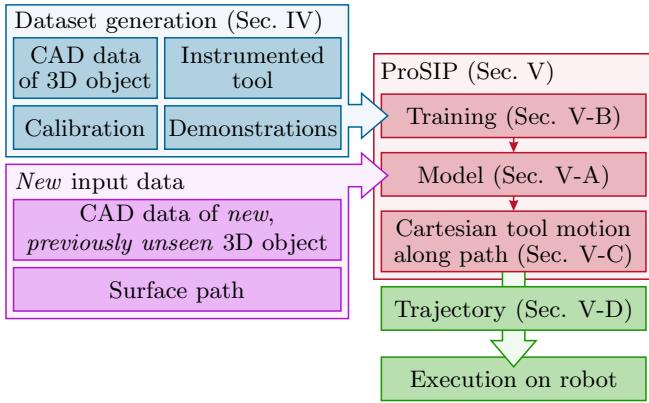 Dataset generation (Sec. IV)
CAD data
of 3D object
Instrumented
tool
Calibration
Demonstrations
New input data
CAD data of new,
previously unseen 3D object
Surface path
ProSIP (Sec. V)
Training (Sec. V-B)
Model (Sec. V-A)
Cartesian tool motion
along path (Sec. V-C)
Trajectory (Sec. V-D)
Execution on robot